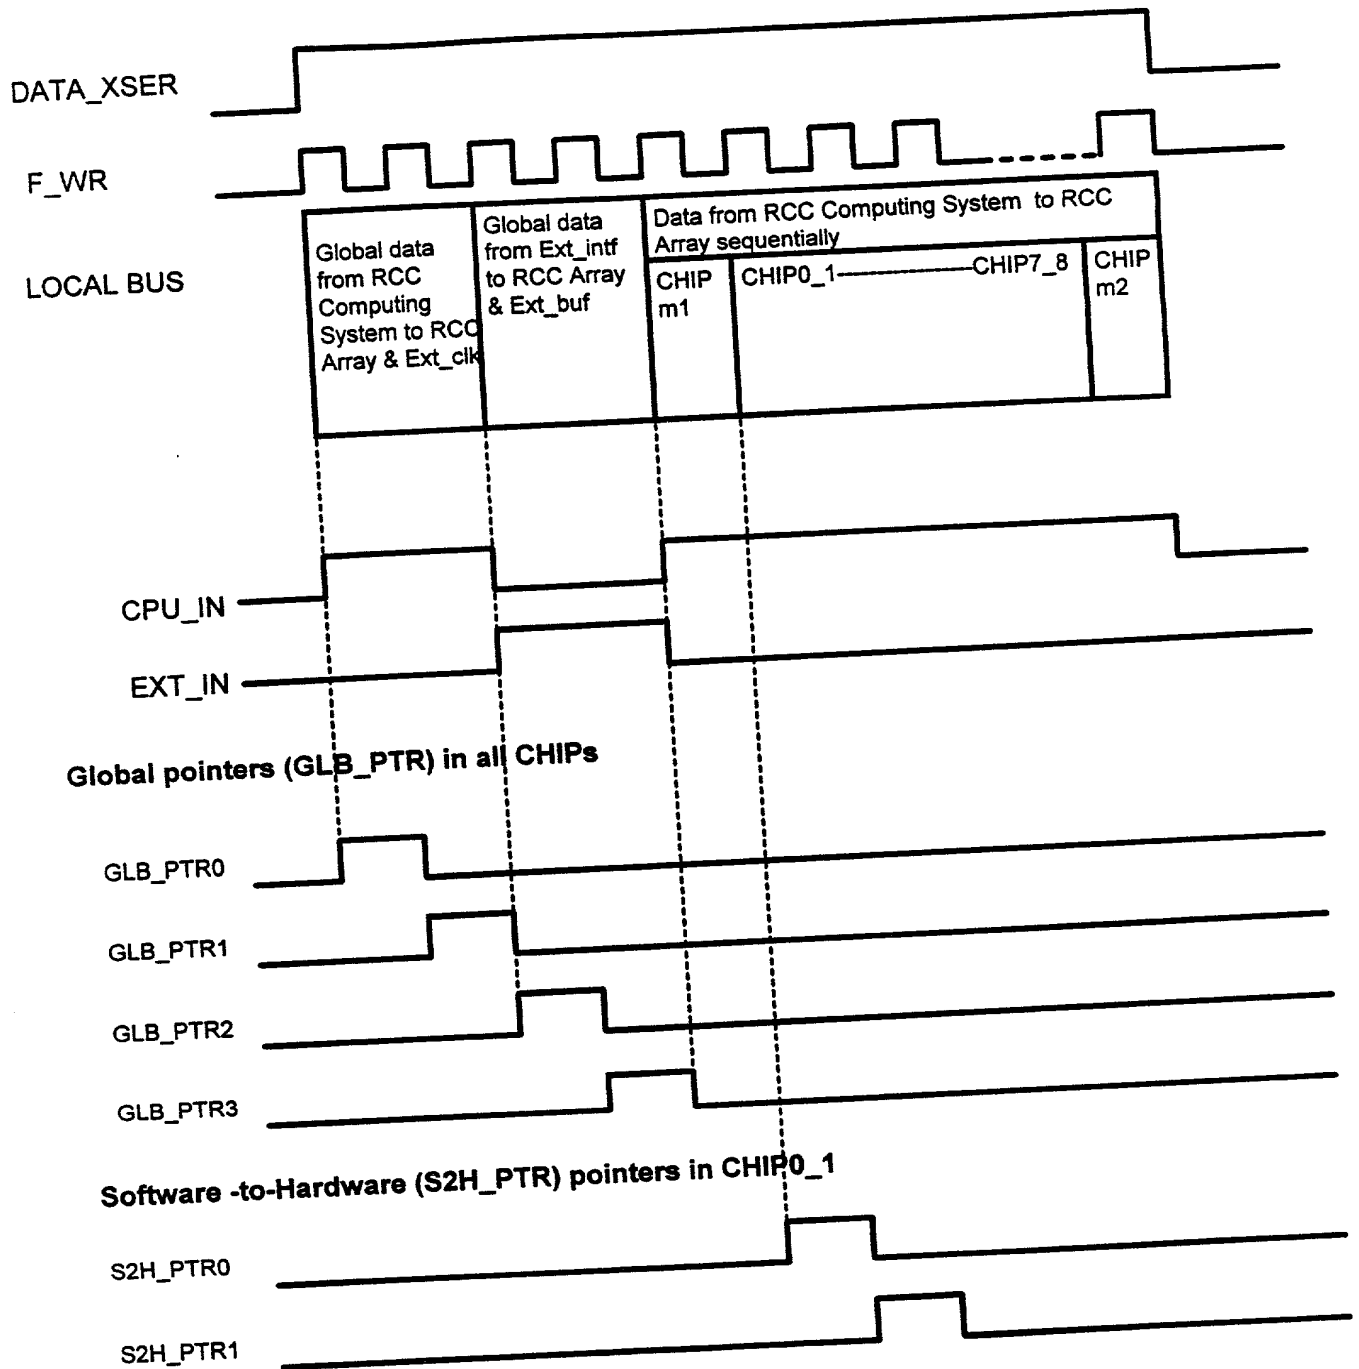 DATA_XSER
F_WR
LOCAL BUS
Global data
from RCC
Computing
System to RCC
Array & Ext_clk
Global data
from Ext_intf
to RCC Array
& Ext_buf
Data from RCC Computing System to RCC
Array sequentially
CHIP
m1
CHIP0_1-------------------CHIP7_8
CHIP
m2
CPU_IN
EXT_IN
Global pointers (GLB_PTR) in all CHIPs
GLB_PTR0
GLB_PTR1
GLB_PTR2
GLB_PTR3
Software -to-Hardware (S2H_PTR) pointers in CHIP0_1
S2H_PTR0
S2H_PTR1